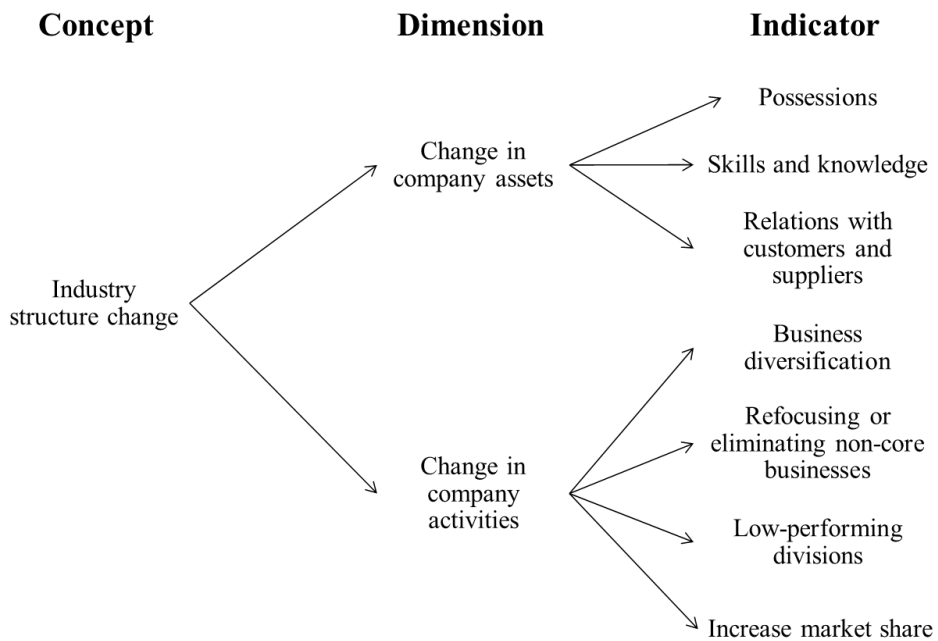 Concept Dimension Indicator
Possessions
Change in
company assets
Skills and knowledge
Relations with
customers and
suppliers
Industry
structure change
Business
diversification
Refocusing or
eliminating non-core
businesses
Change in
company
activities
Low-performing
divisions
Increase market share